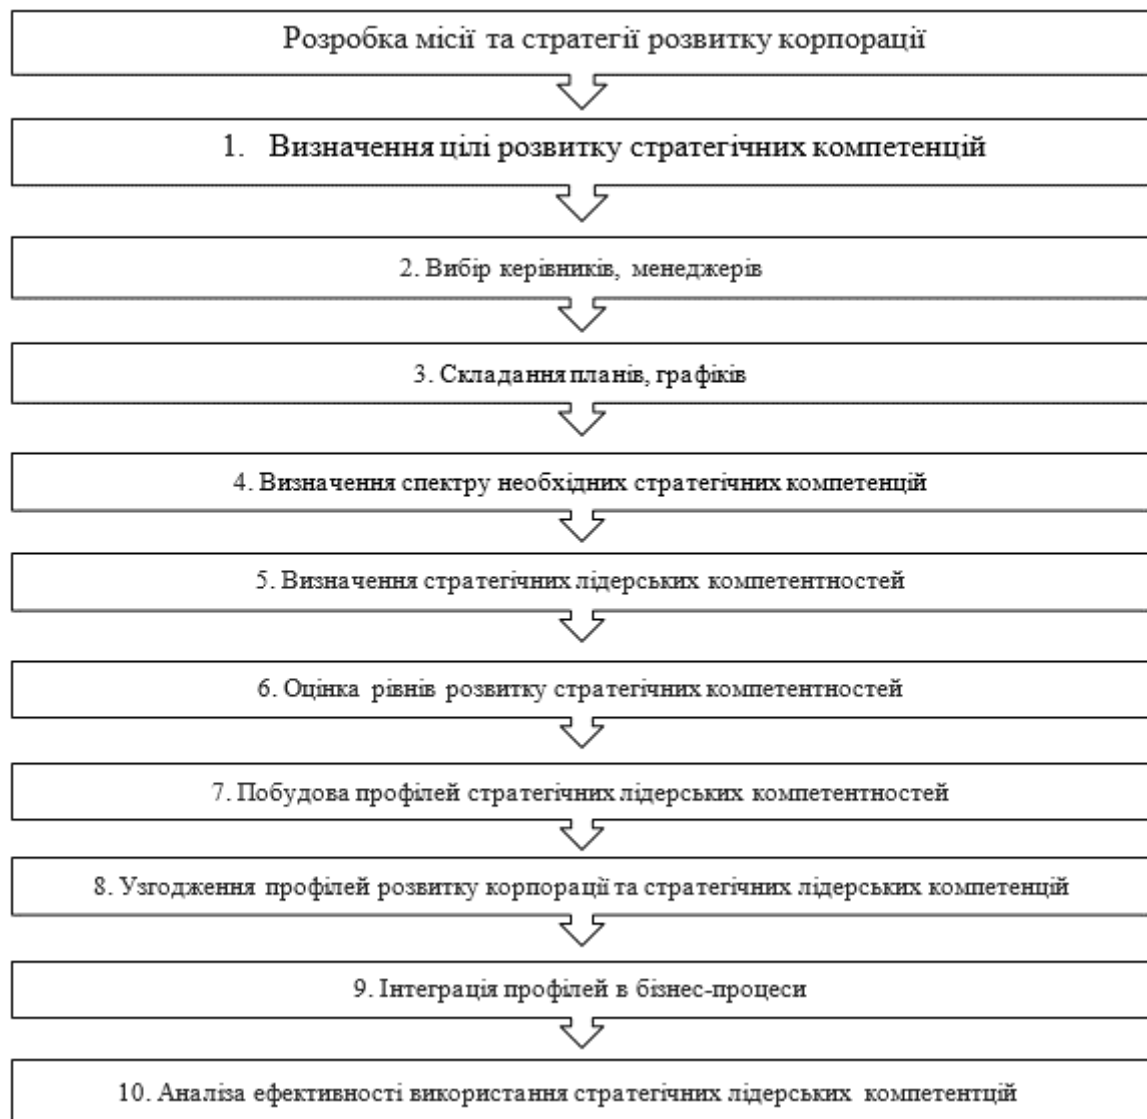 Розробка місії та стратегії розвитку корпорації
1. Визначення цілі розвитку стратегічних компетенцій
2. Вибір керівників, менеджерів
3. Складання планів, графіків
4. Визначення спектру необхідних стратегічних компетенцій
5. Визначення стратегічних лідерських компетентностей
6. Оцінка рівнів розвитку стратегічних компетентностей
7. Побудова профілей стратегічних лідерських компетентностей
8. Узгодження профілей розвитку корпорації та стратегічних лідерських компетенцій
9. Інтеграція профілей в бізнес-процеси
10. Аналіза ефективності використання стратегічних лідерських компетентцій